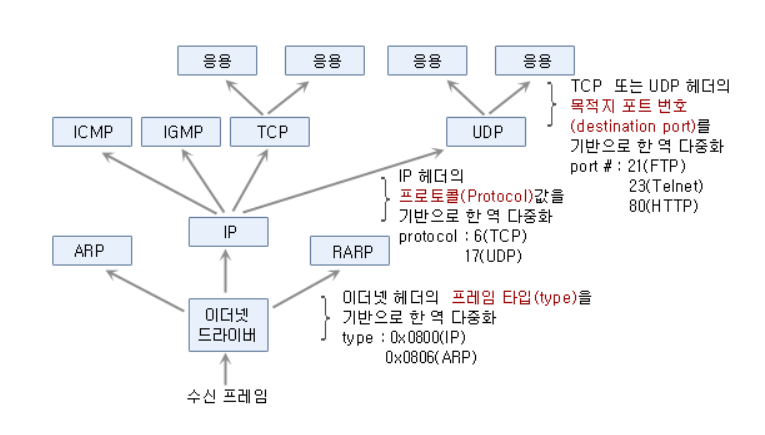 응용
응용
응용
응용
TCP 또는 UDP 헤더의
목적지 포트 번호
(destination port)를
기반으로 한 역 다중화
port # : 21(FTP)
23(Telnet)
80(HTTP)
ICMP
IGMP
TCP
UDP
IP 헤더의
프로토콜(Protocol)값을
기반으로 한 역 다중화
protocol : 6(TCP)
17(UDP)
IP
ARP
RARP
이더넷 헤더의 프레임 타입(type)을
기반으로 한 역 다중화
type : 0x0800(IP)
0x0806(ARP)
이더넷
드라이버
수신 프레임